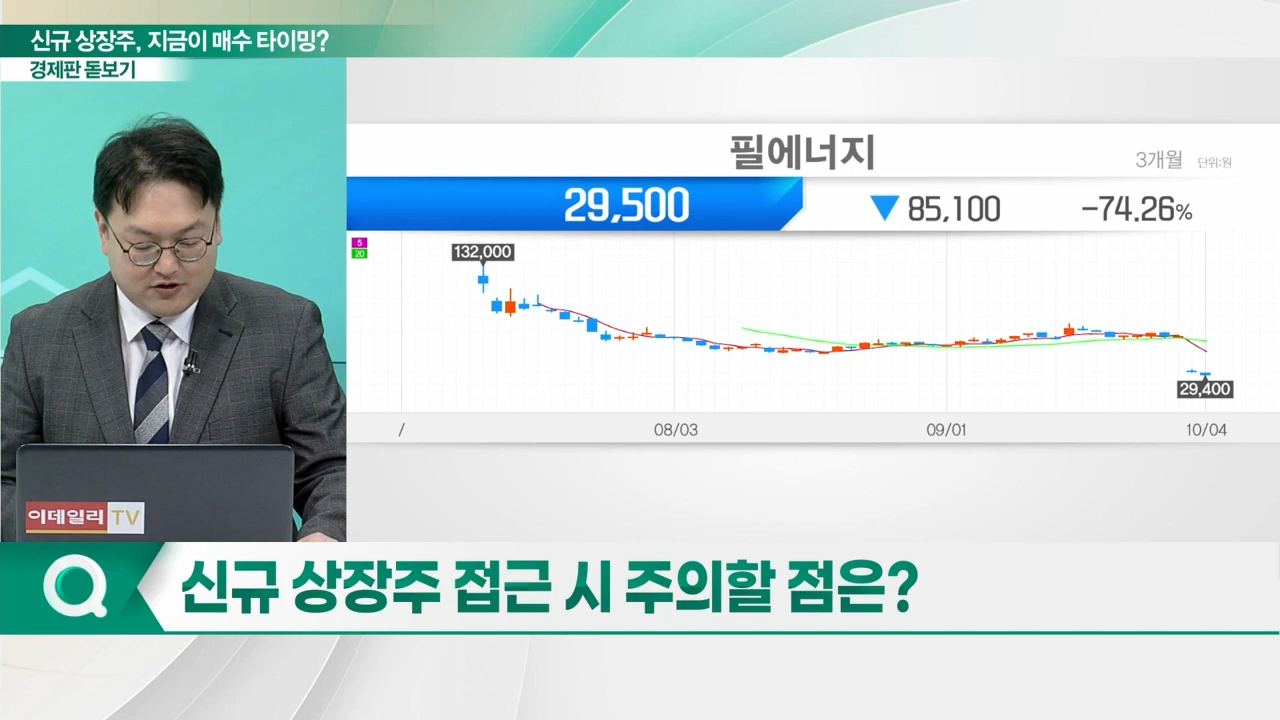 신규 상장주, 지금이 매수 타이밍?
경제판 돋보기
필에너지
3개월 단위:원
29,500 ▼ 85,100 -74.26%
5
20
132,000
29,400
/ 08/03 09/01 10/04
이데일리 TV
신규 상장주 접근 시 주의할 점은?